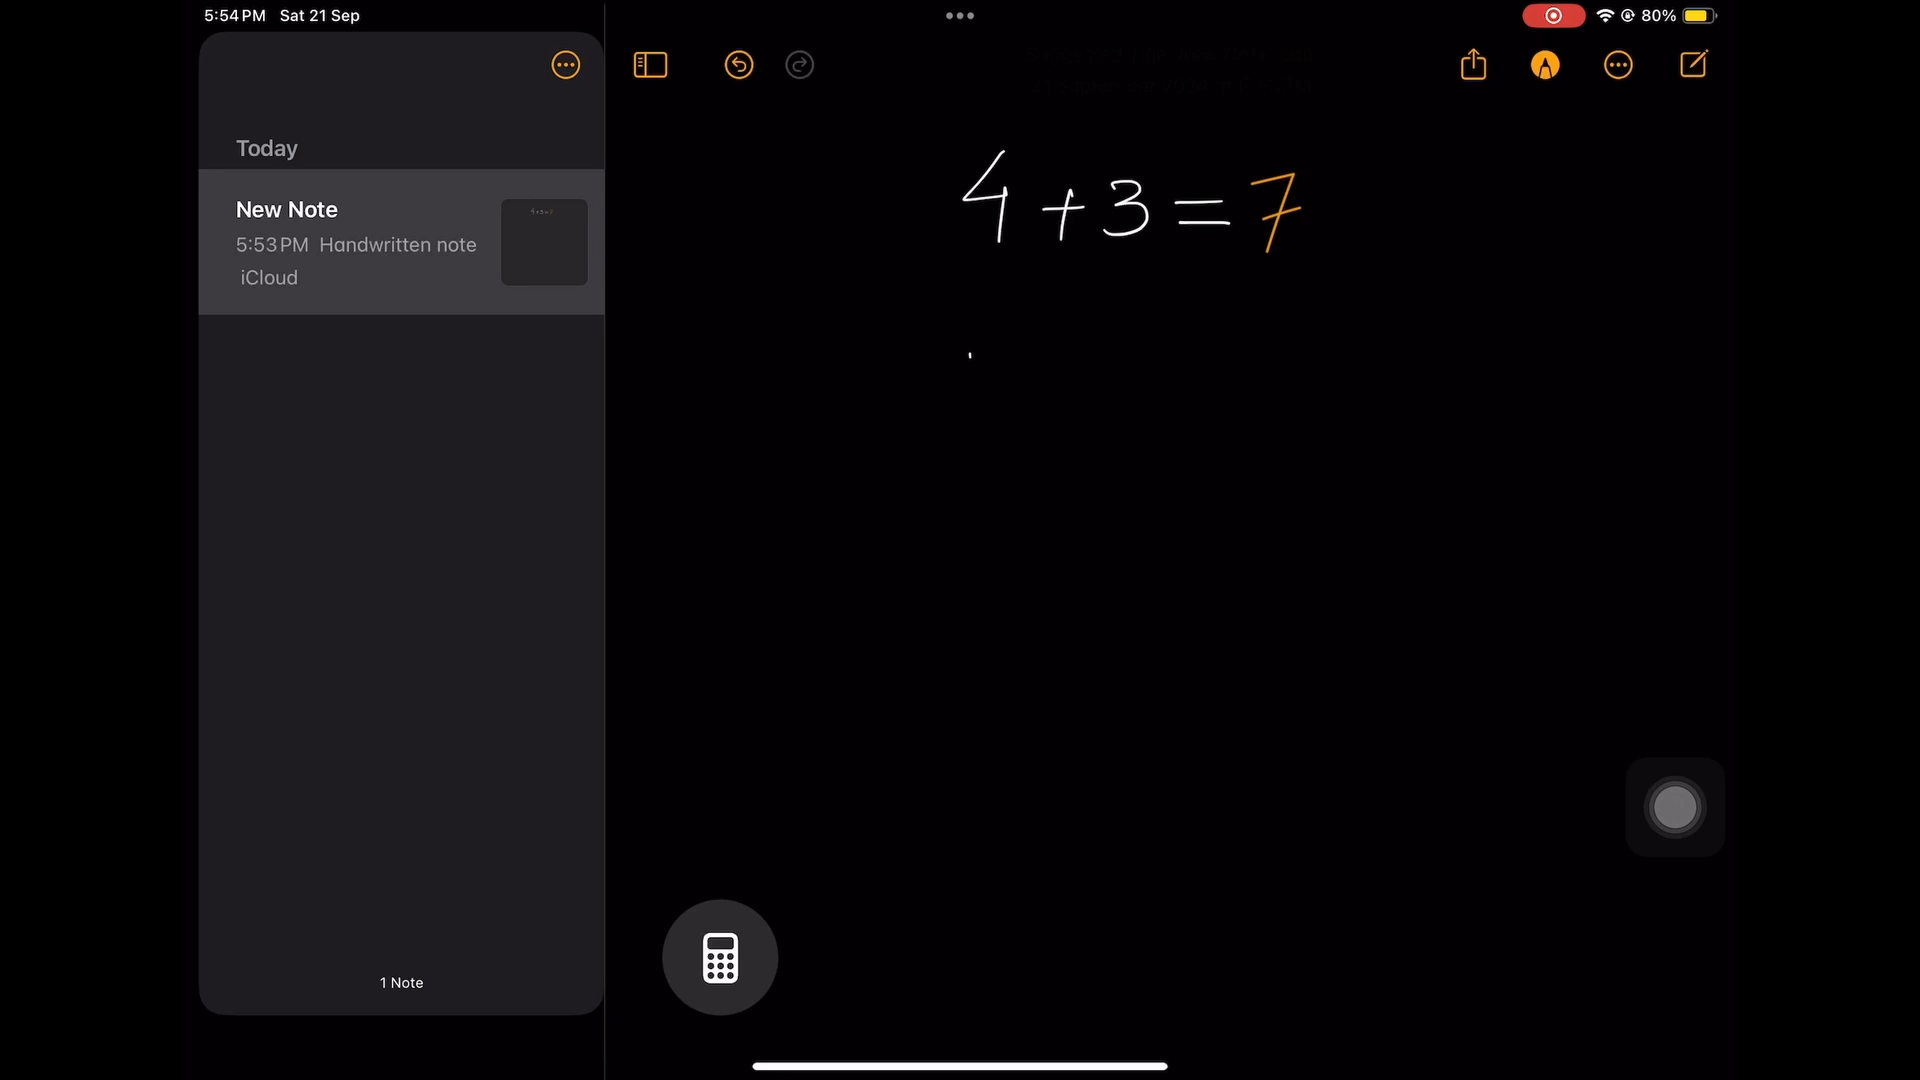 5:54 PM Sat 21 Sep
80%
Today
New Note
5:53 PM Handwritten note
iCloud
1 Note
4+3=7